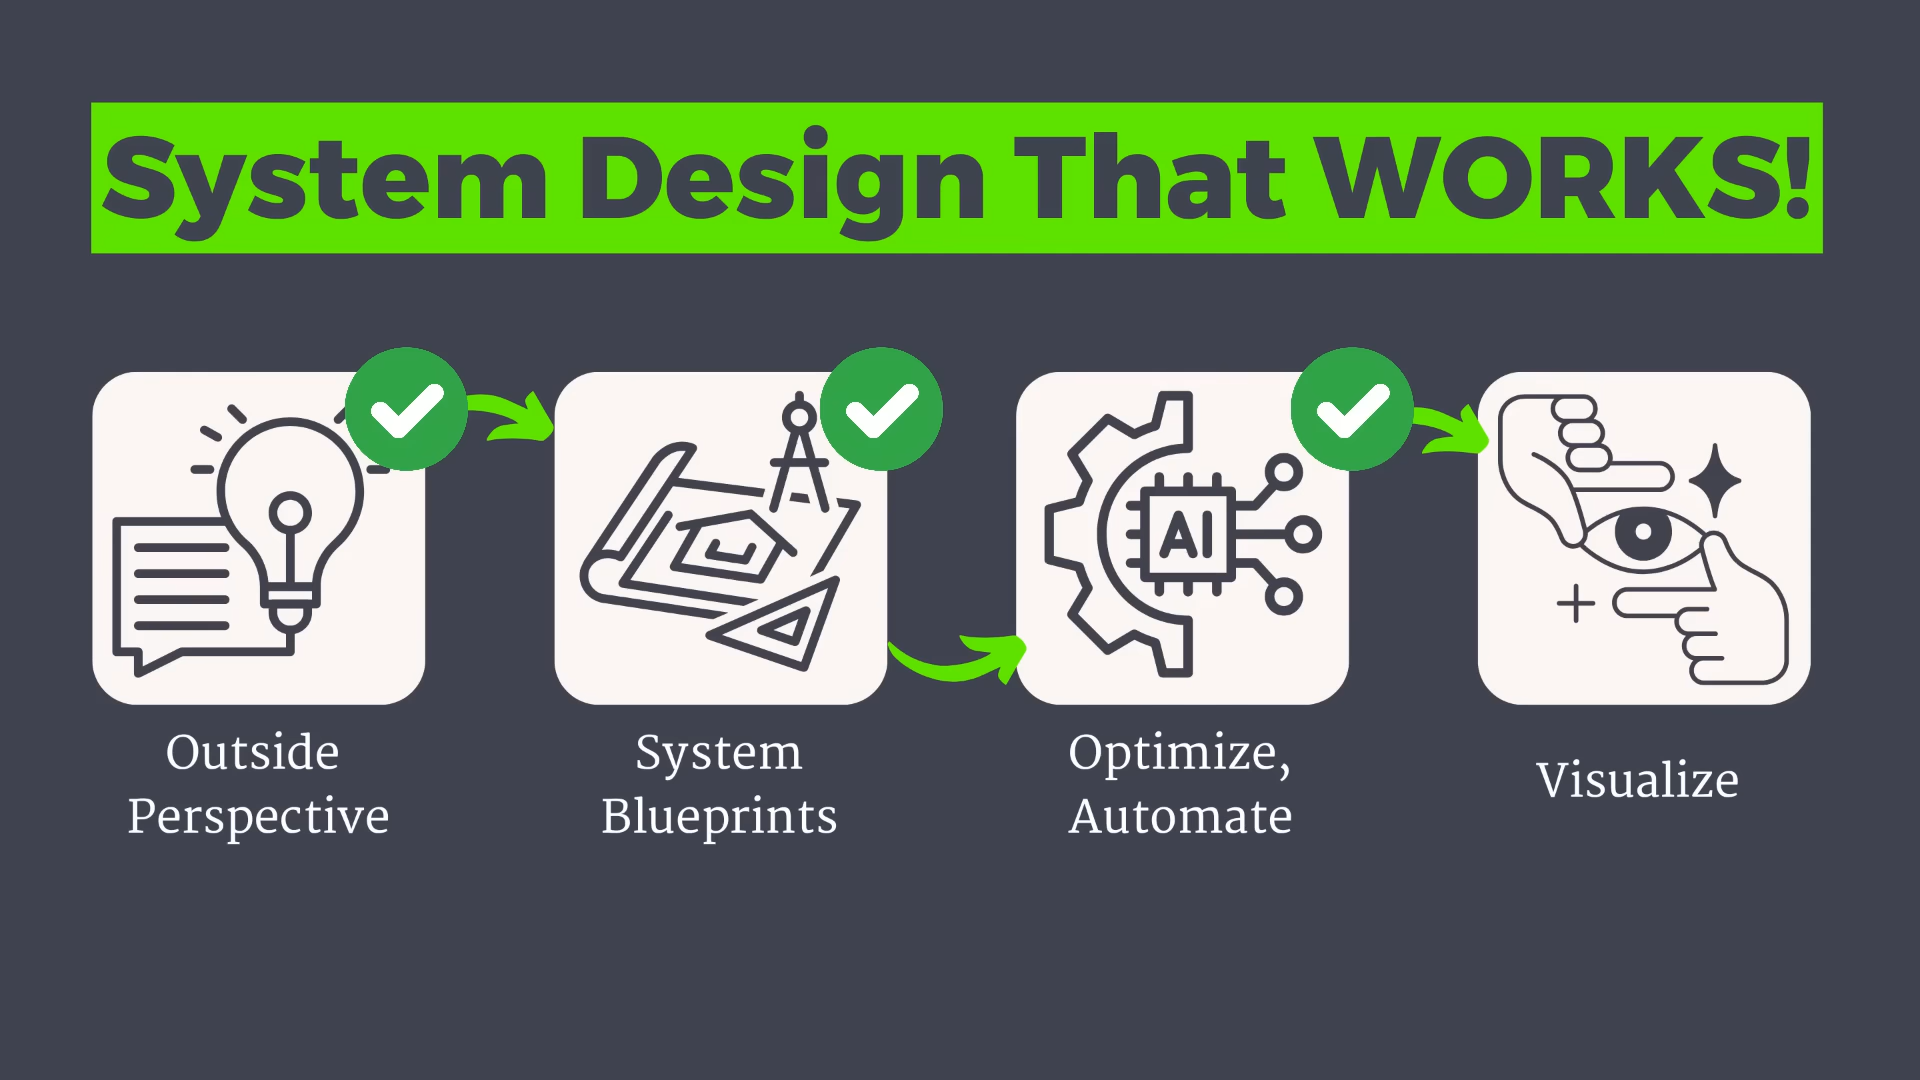 System Design That WORKS!
AI
Outside
Perspective
System
Blueprints
Optimize,
Automate
Visualize